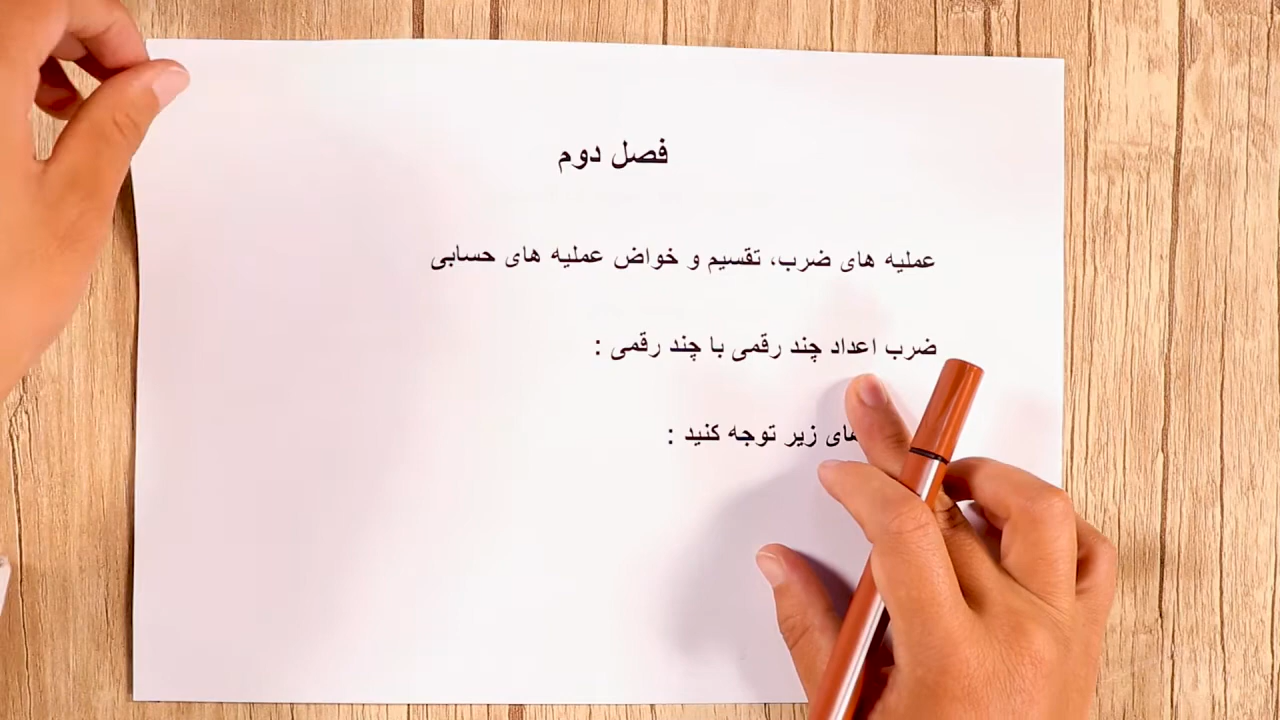 فصل دوم
عملیه های ضرب، تقسیم و خواض عملیه های حسابی
ضرب اعداد چند رقمی با چند رقمی :
زیر توجه کنید :